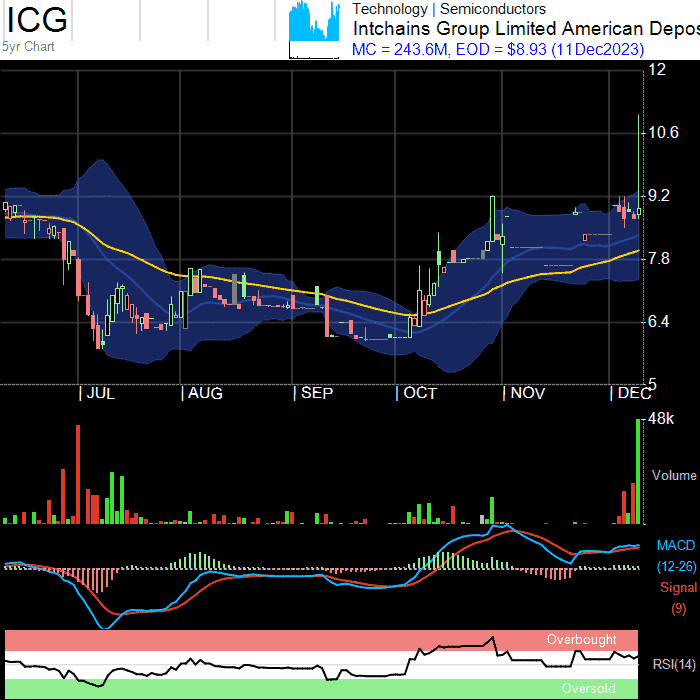 ICG
5yr Chart
Technology | Semiconductors
Intchains Group Limited American Depos
MC = 243.6M, EOD = $8.93 (11Dec2023)
12
10.6
9.2
7.8
6.4
5
JUL
AUG
SEP
OCT
NOV
DEC
48k
Volume
MACD
(12-26)
Signal
(9)
Overbought
RSI(14)
Oversold